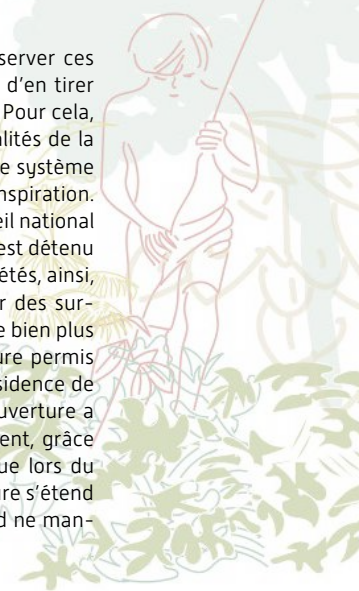 server ces
d'en tirer
Pour cela,
alités de la
e système
nspiration.
eil national
est détenu
étés, ainsi,
r des sur-
e bien plus
ure permis
sidence de
uverture a
ent, grâce
ue lors du
re s'étend
d ne man-